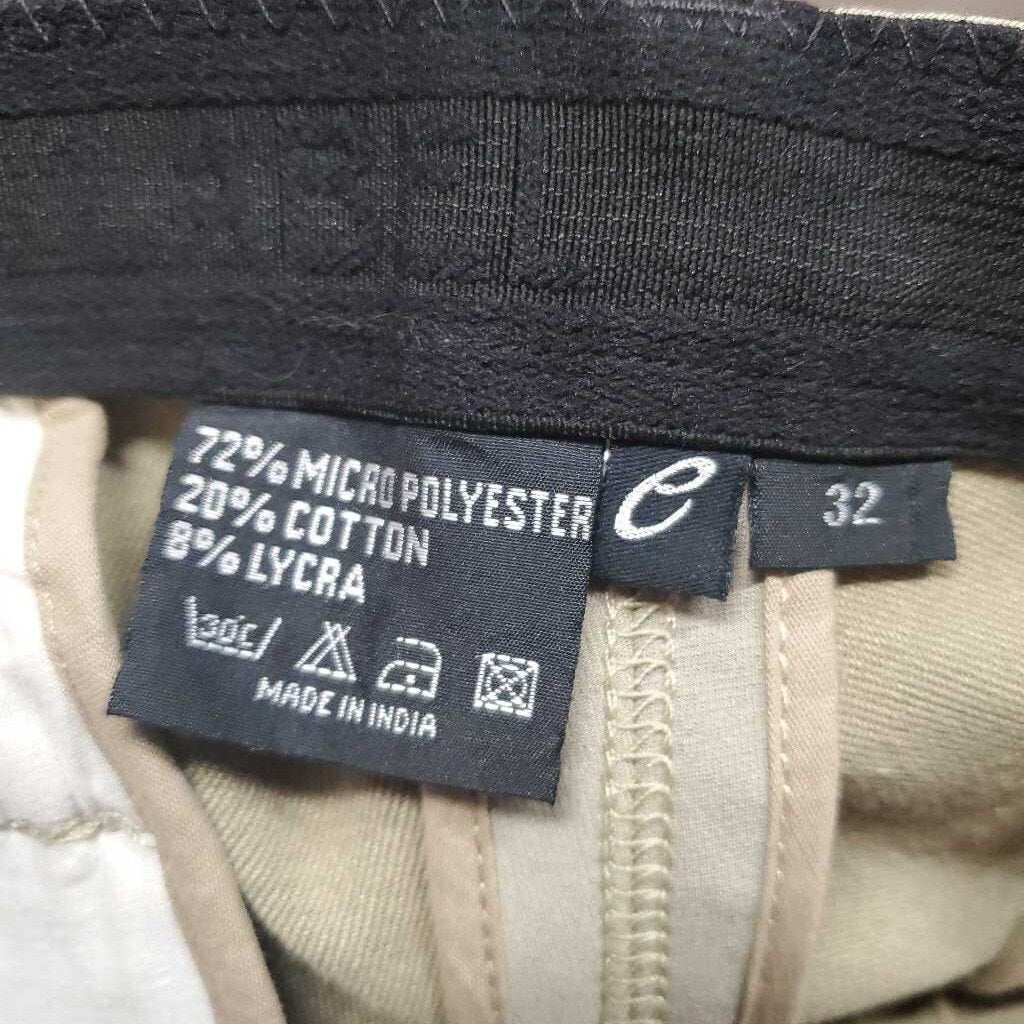 72% MICRO POLYESTER
20% COTTON
8% LYCRA
30°C
MADE IN INDIA
e
32